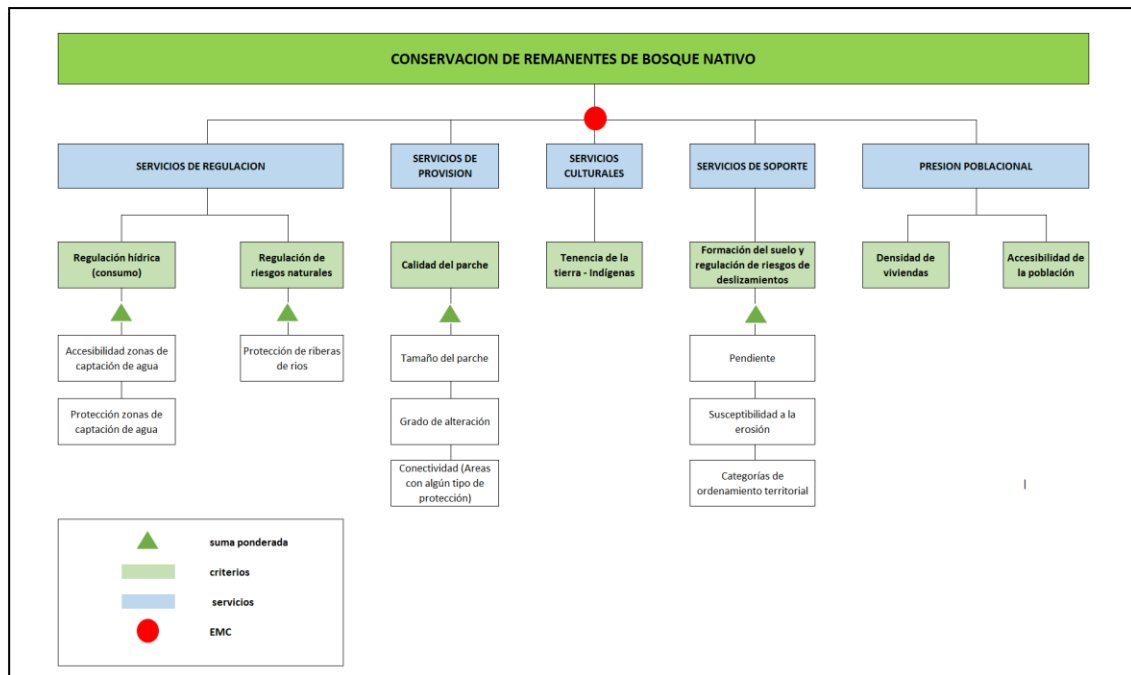 CONSERVACION DE REMANENTES DE BOSQUE NATIVO
SERVICIOS DE REGULACION
SERVICIOS DE
PROVISION
SERVICIOS
CULTURALES
SERVICIOS DE SOPORTE
PRESION POBLACIONAL
Regulación hídrica
(consumo)
Regulación de
riesgos naturales
Calidad del parche
Tenencia de la
tierra - Indígenas
Formación del suelo y
regulación de riesgos de
deslizamientos
Densidad de
viviendas
Accesibilidad de
la población
Accesibilidad zonas de
captación de agua
Protección de riberas
de rios
Tamaño del parche
Pendiente
Protección zonas de
captación de agua
Grado de alteración
Susceptibilidad a la
erosión
Conectividad (Areas
con algún tipo de
protección)
Categorías de
ordenamiento territorial
suma ponderada
criterios
servicios
EMC